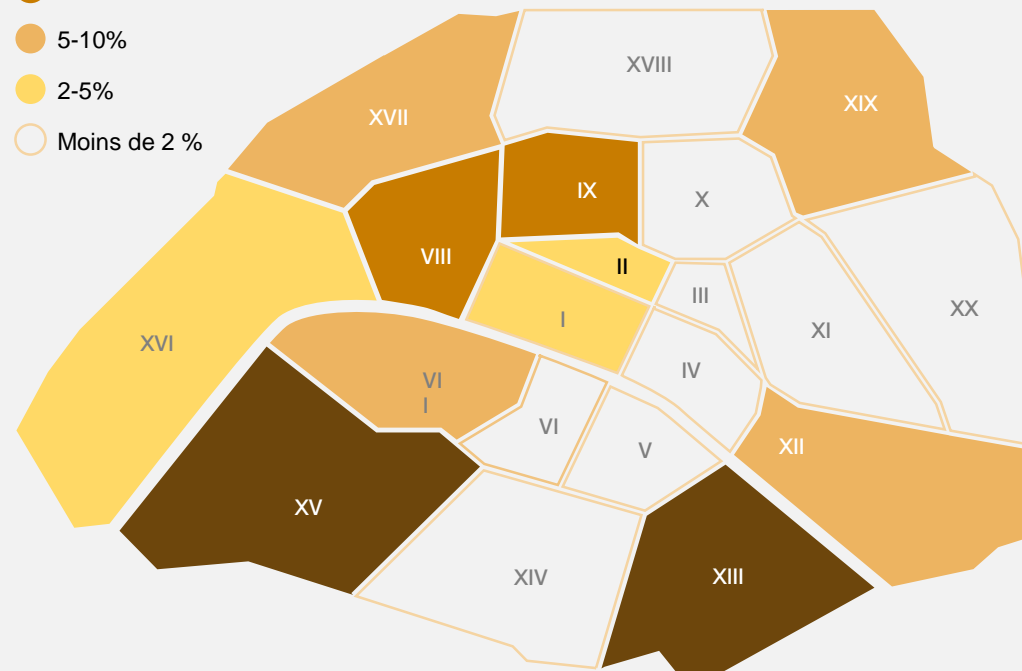 5-10%
2-5%
Moins de 2 %
XVIII
XIX
XVII
IX
X
VIII
II
III
I
XX
XI
XVI
IV
VI
I
VI
V
XII
XV
XIV
XIII